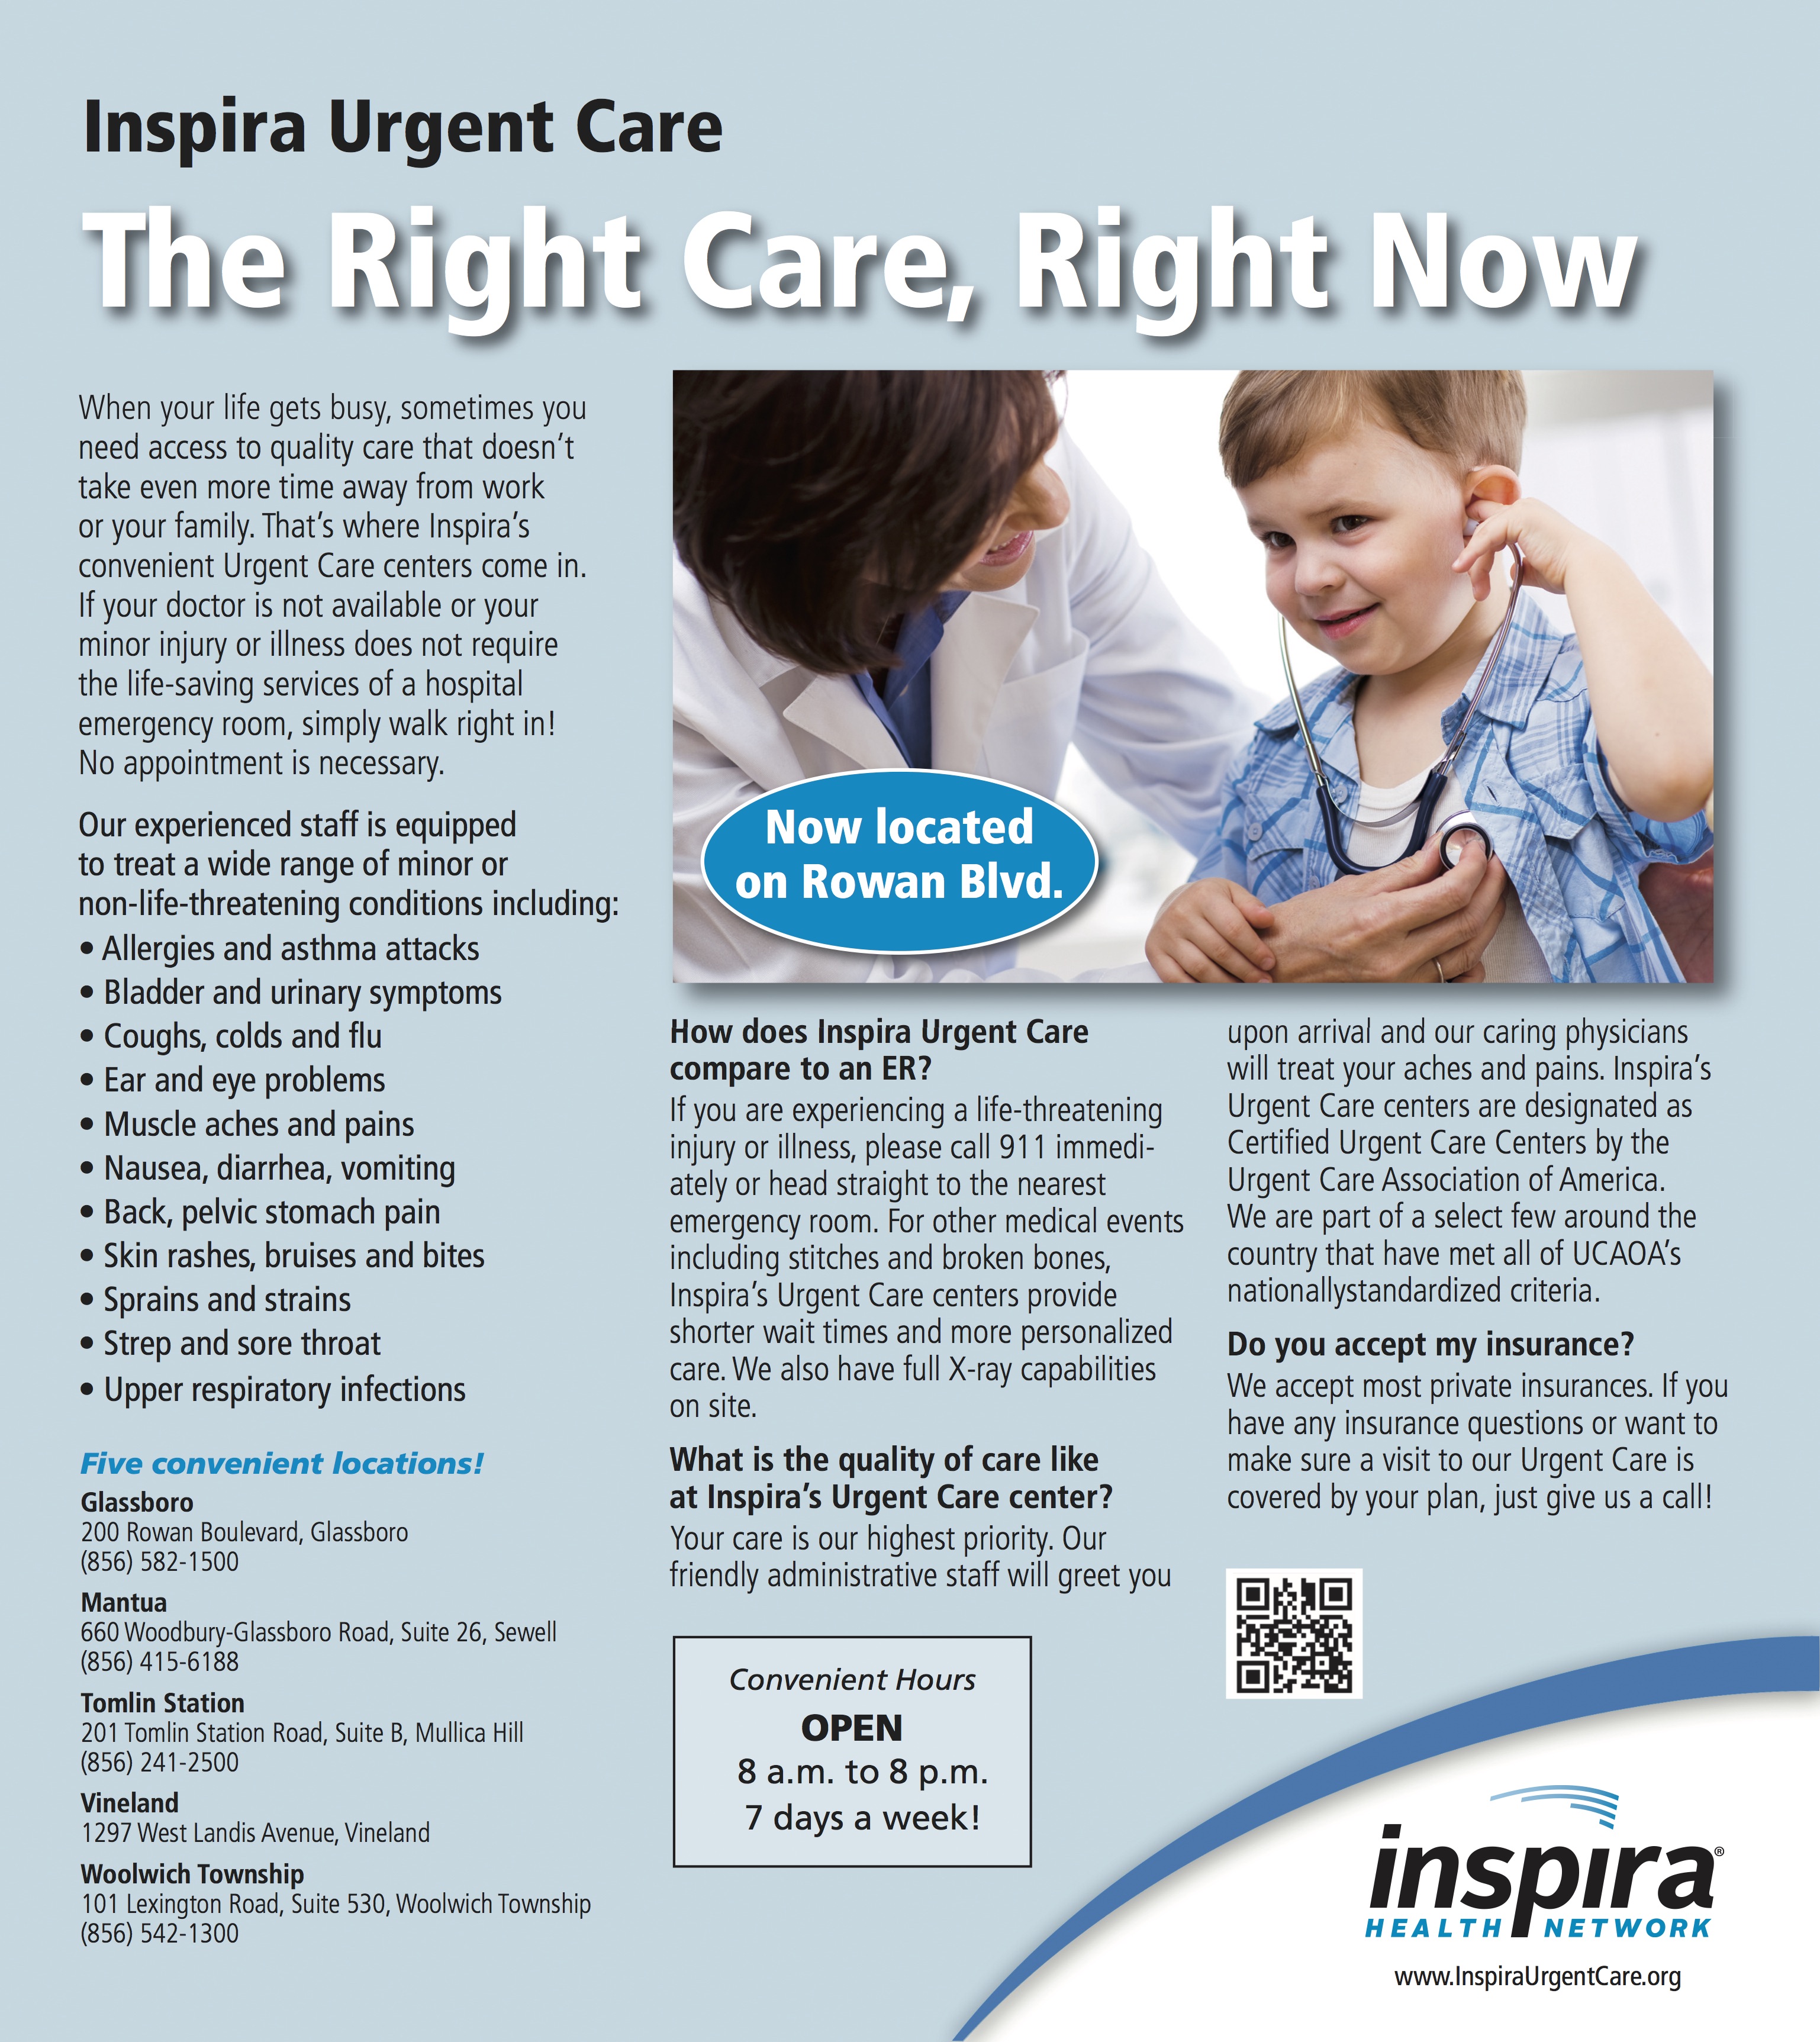 Inspira Urgent Care
The Right Care, Right Now
When your life gets busy, sometimes you
need access to quality care that doesn't
take even more time away from work
or your family. That's where Inspira's
convenient Urgent Care centers come in.
If your doctor is not available or your
minor injury or illness does not require
the life-saving services of a hospital
emergency room, simply walk right in!
No appointment is necessary.
Our experienced staff is equipped
to treat a wide range of minor or
non-life-threatening conditions including:
• Allergies and asthma attacks
• Bladder and urinary symptoms
• Coughs, colds and flu
• Ear and eye problems
• Muscle aches and pains
• Nausea, diarrhea, vomiting
• Back, pelvic stomach pain
• Skin rashes, bruises and bites
• Sprains and strains
• Strep and sore throat
• Upper respiratory infections
Five convenient locations!
Glassboro
200 Rowan Boulevard, Glassboro
(856) 582-1500
Mantua
660 Woodbury-Glassboro Road, Suite 26, Sewell
(856) 415-6188
Tomlin Station
201 Tomlin Station Road, Suite B, Mullica Hill
(856) 241-2500
Vineland
1297 West Landis Avenue, Vineland
Woolwich Township
101 Lexington Road, Suite 530, Woolwich Township
(856) 542-1300
Now located
on Rowan Blvd.
How does Inspira Urgent Care
compare to an ER?
If you are experiencing a life-threatening
injury or illness, please call 911 immedi-
ately or head straight to the nearest
emergency room. For other medical events
including stitches and broken bones,
Inspira's Urgent Care centers provide
shorter wait times and more personalized
care. We also have full X-ray capabilities
on site.
What is the quality of care like
at Inspira's Urgent Care center?
Your care is our highest priority. Our
friendly administrative staff will greet you
upon arrival and our caring physicians
will treat your aches and pains. Inspira's
Urgent Care centers are designated as
Certified Urgent Care Centers by the
Urgent Care Association of America.
We are part of a select few around the
country that have met all of UCAOA's
nationallystandardized criteria.
Do you accept my insurance?
We accept most private insurances. If you
have any insurance questions or want to
make sure a visit to our Urgent Care is
covered by your plan, just give us a call!
Convenient Hours
OPEN
8 a.m. to 8 p.m.
7 days a week!
inspira®
HEALTH NETWORK
www.InspiraUrgentCare.org